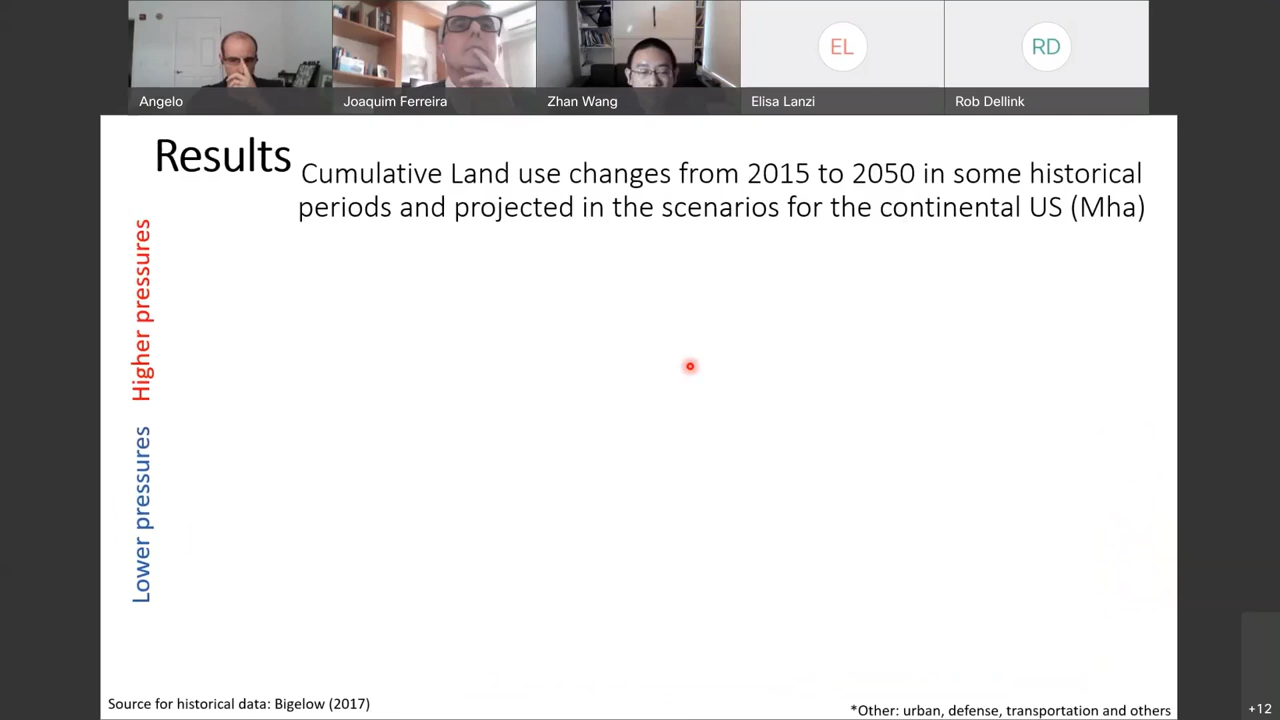 Angelo
Joaquim Ferreira
Zhan Wang
EL
Elisa Lanzi
RD
Rob Dellink
Results
Cumulative Land use changes from 2015 to 2050 in some historical
periods and projected in the scenarios for the continental US (Mha)
Higher pressures
Lower pressures
Source for historical data: Bigelow (2017)
*Other: urban, defense, transportation and others
+12